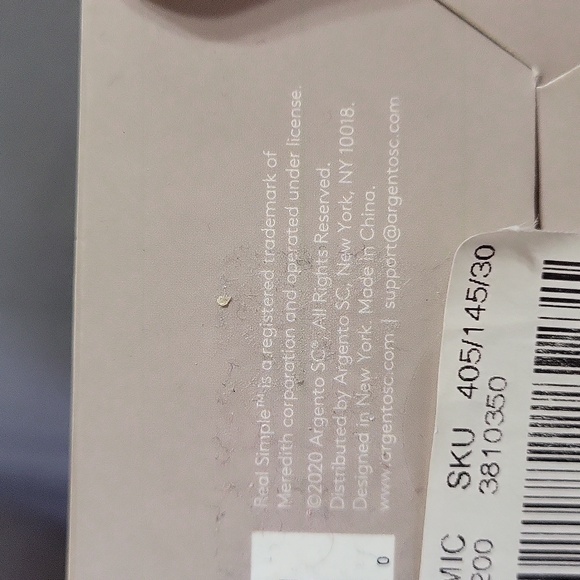 Real Simple™ is a registered trademark of
Meredith corporation and operated under license.
©2020 Argento SC®. All Rights Reserved.
Distributed by Argento SC, New York, NY 10018.
Designed in New York. Made in China.
www.argentosc.com | support@argentosc.com
0
SKU 405/145/30
3810350
MIC
200